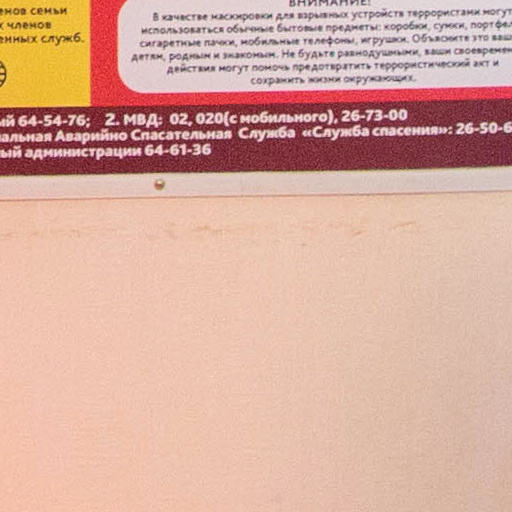 енов семьи
х членов
енных служб.
ВНИМАНИЕ!
В качестве маскировки для взрывных устройств террористами могут
использоваться обычные бытовые предметы: коробки, сумки, портфел
сигаретные пачки, мобильные телефоны, игрушки. Объясните это ваш
детям, родным и знакомым. Не будьте равнодушными, ваши своевремен
действия могут помочь предотвратить террористический акт и
сохранить жизни окружающих.
ый 64-54-76; 2. МВД: 02, 020(с мобильного), 26-73-00
альная Аварийно Спасательная Служба «Служба спасения»: 26-50-6
ый администрации 64-61-36